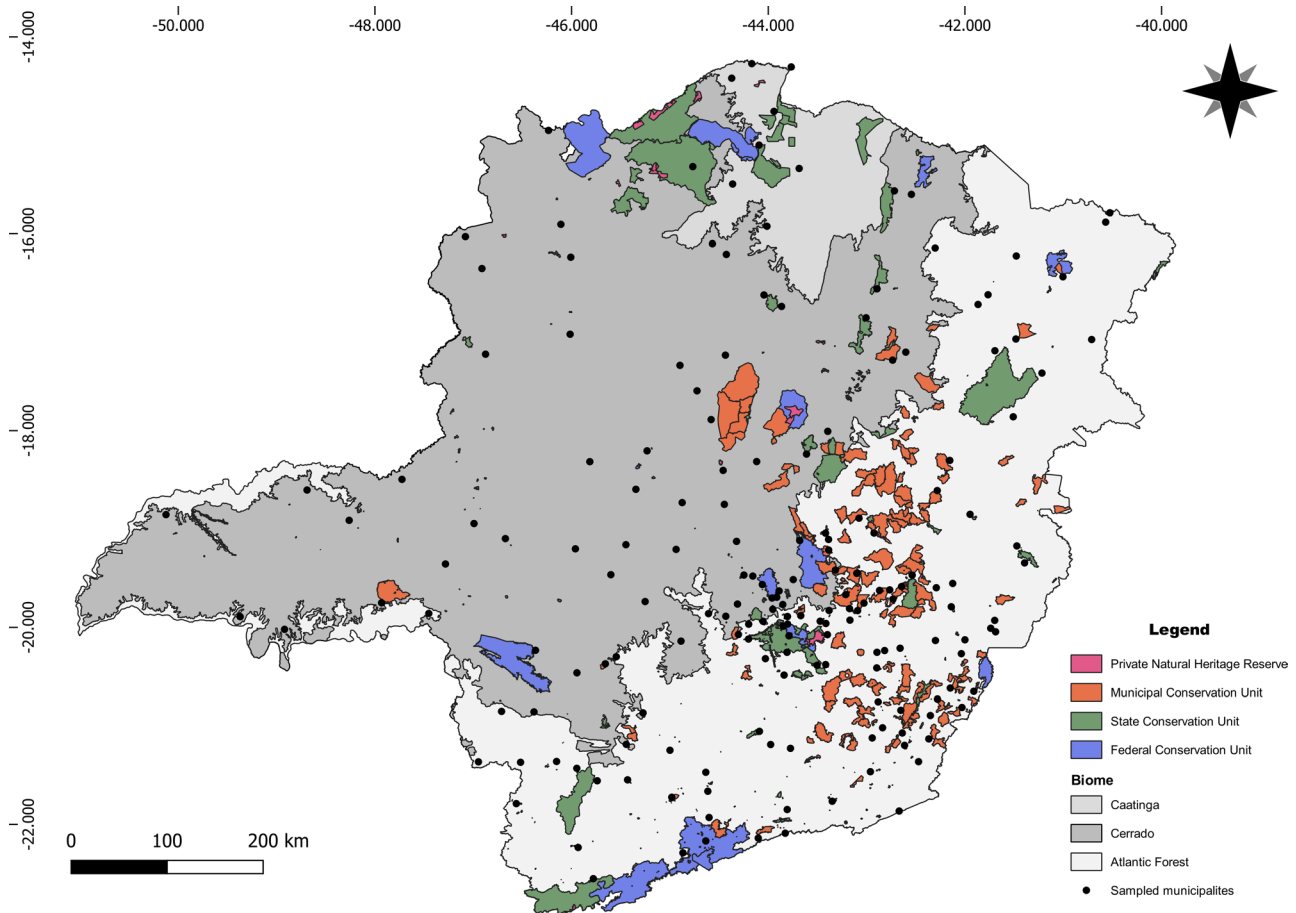 -50.000 -48.000 -46.000 -44.000 -42.000 -40.000
-14.000
-16.000
-18.000
-20.000
-22.000
Legend
Private Natural Heritage Reserve
Municipal Conservation Unit
State Conservation Unit
Federal Conservation Unit
Biome
Caatinga
Cerrado
Atlantic Forest
Sampled municipalites
0 100 200 km